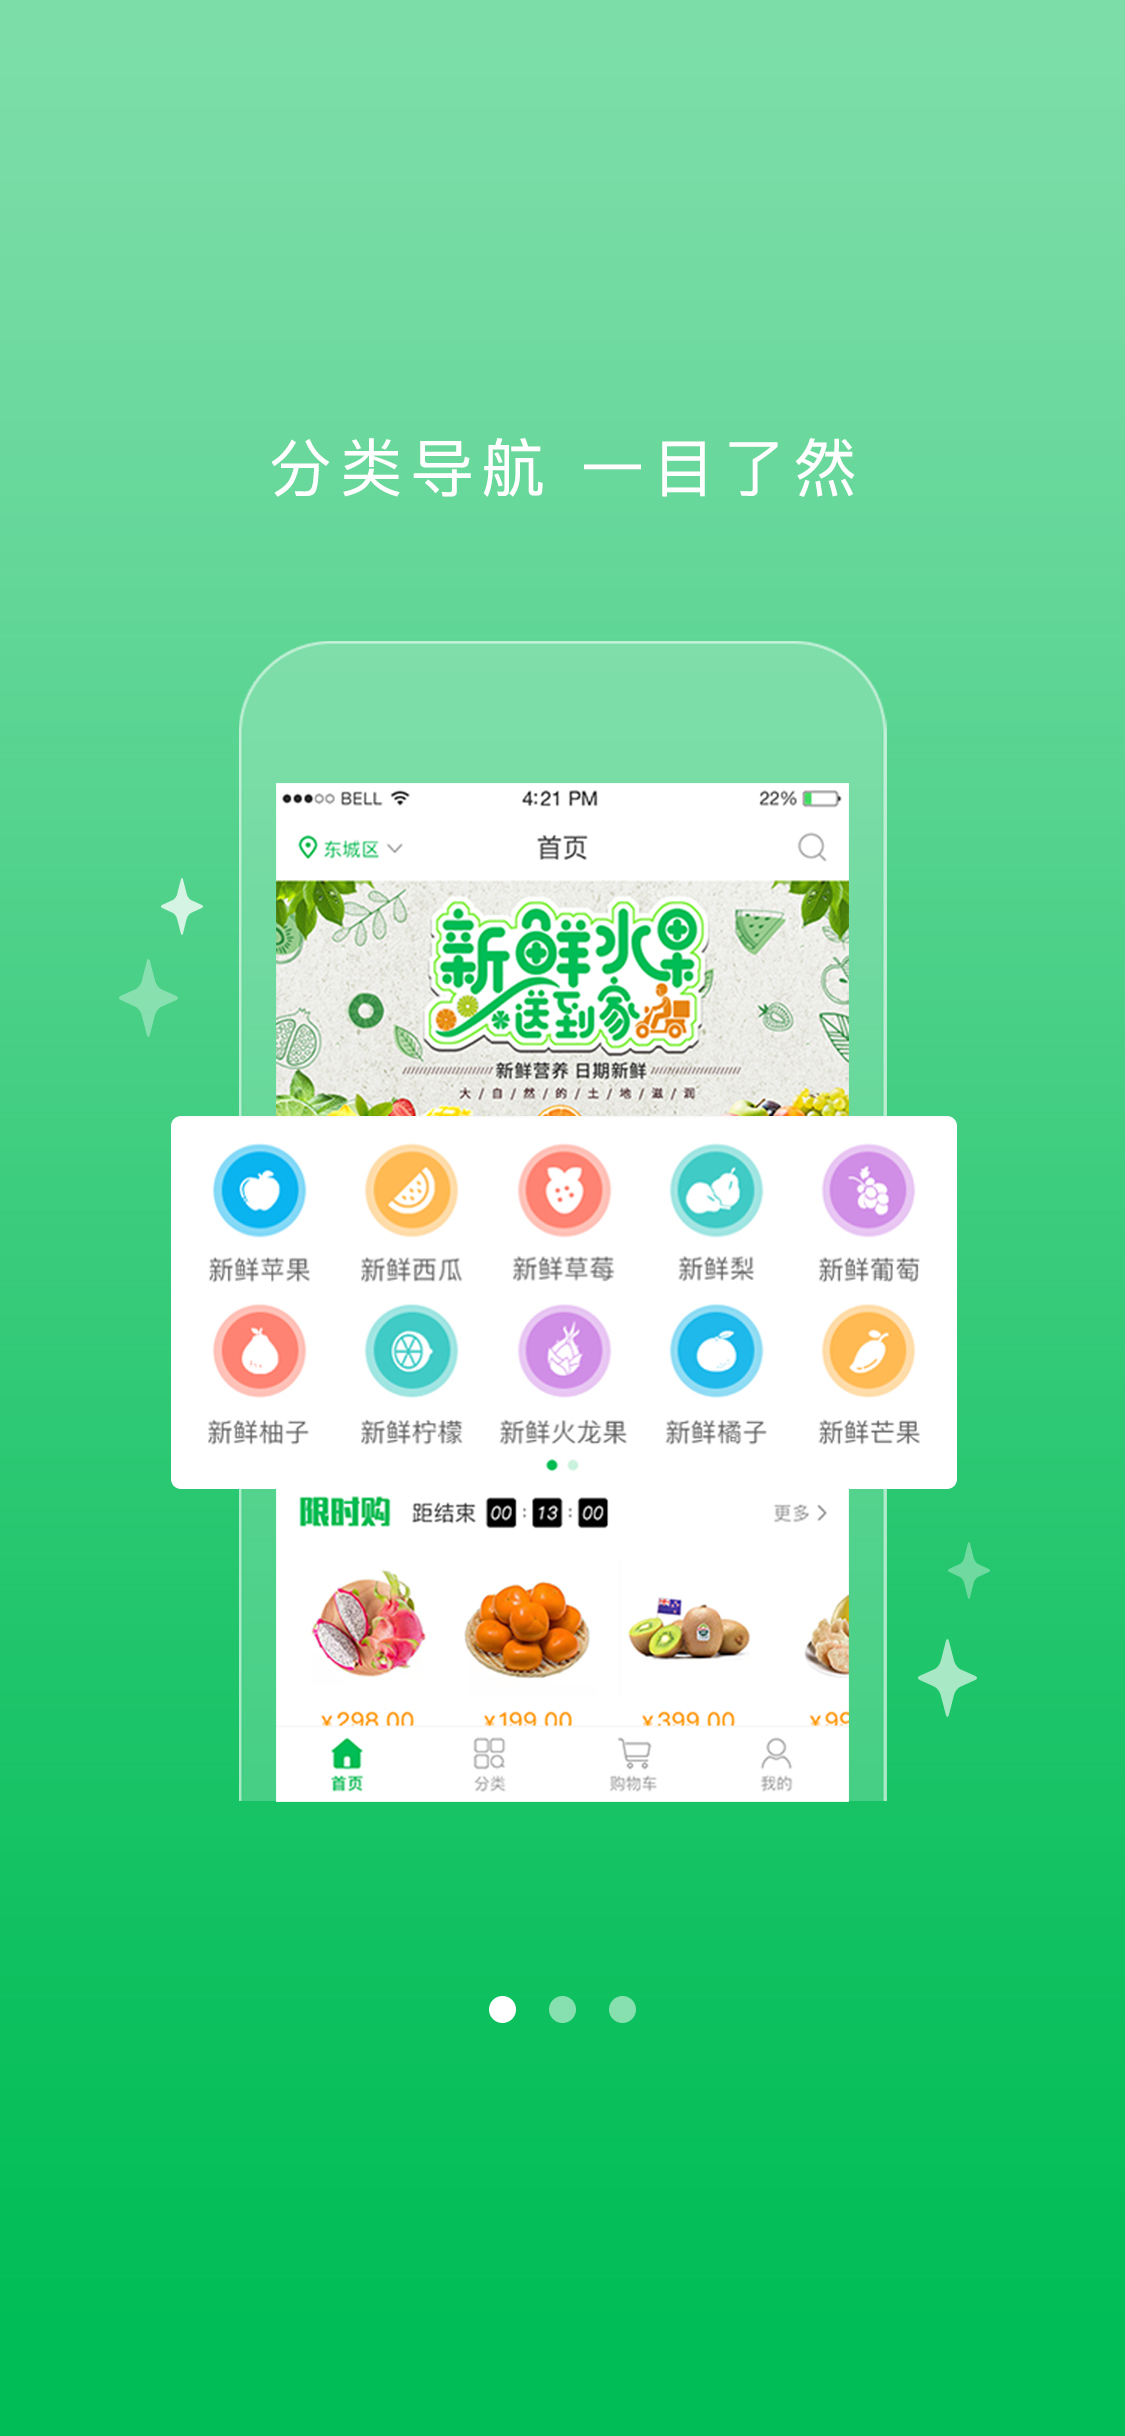 分类导航 一目了然
BELL 4:21 PM 22%
东城区 首页
新鲜水果
送到家
新鲜营养 日期新鲜
大/自/然/的/土/地/滋/润
新鲜苹果 新鲜西瓜 新鲜草莓 新鲜梨 新鲜葡萄
新鲜柚子 新鲜柠檬 新鲜火龙果 新鲜橘子 新鲜芒果
限时购 距结束 00:13:00 更多
¥298.00 ¥199.00 ¥399.00 ¥99
首页 分类 购物车 我的